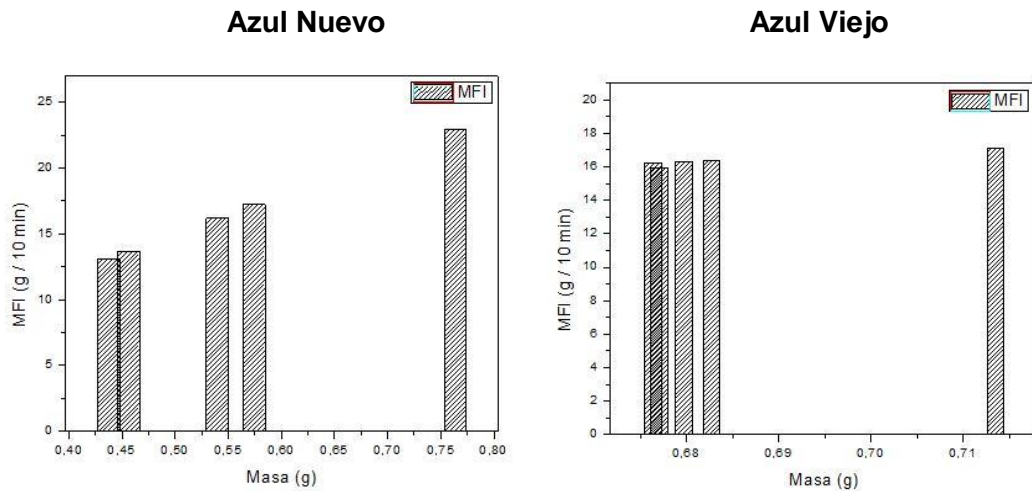 Azul Nuevo
MFI
MFI (g / 10 min)
25
20
15
10
5
0
0,40 0,45 0,50 0,55 0,60 0,65 0,70 0,75 0,80
Masa (g)
Azul Viejo
MFI
MFI (g / 10 min)
20
18
16
14
12
10
8
6
4
2
0
0,68 0,69 0,70 0,71
Masa (g)